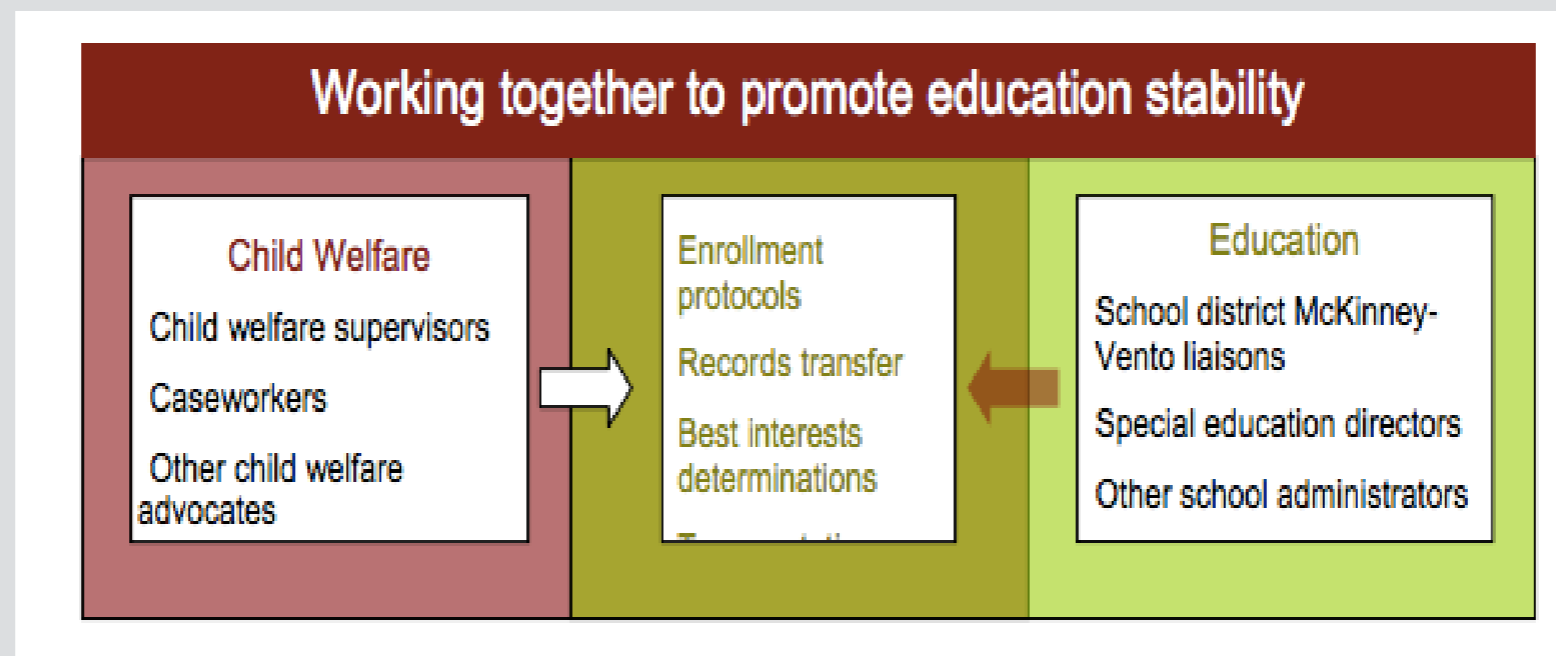 Working together to promote education stability
Child Welfare
Child welfare supervisors
Caseworkers
Other child welfare
advocates
Enrollment
protocols
Records transfer
Best interests
determinations
Education
School district McKinney-
Vento liaisons
Special education directors
Other school administrators